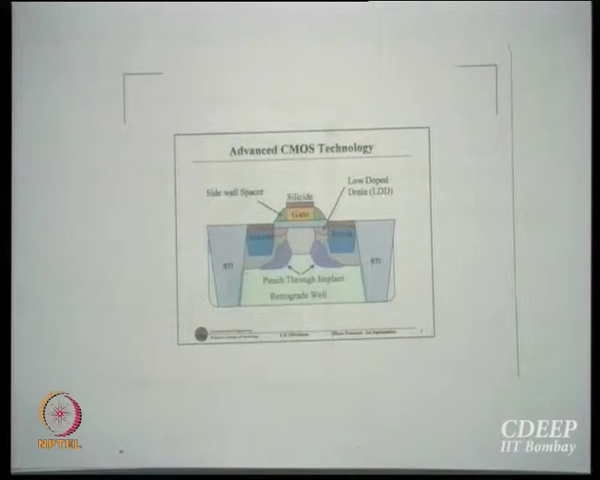 Advanced CMOS Technology
Low Doped
Side wall Spacer
Silicide
Drain (LDD)
Gate
STI
STI
Punch Through Implant
Retrograde Well
NPTEL
CDEEP
IIT Bombay